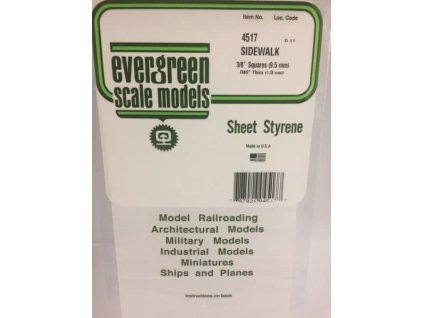 Item No. Loc. Code
4517
SIDEWALK
3/8" Squares (9.5 mm)
.040" Thick (1.0 mm)
evergreen
scale models
Sheet Styrene
Made in U.S.A
Model Railroading
Architectural Models
Military Models
Industrial Models
Miniatures
Ships and Planes
Instructions on back